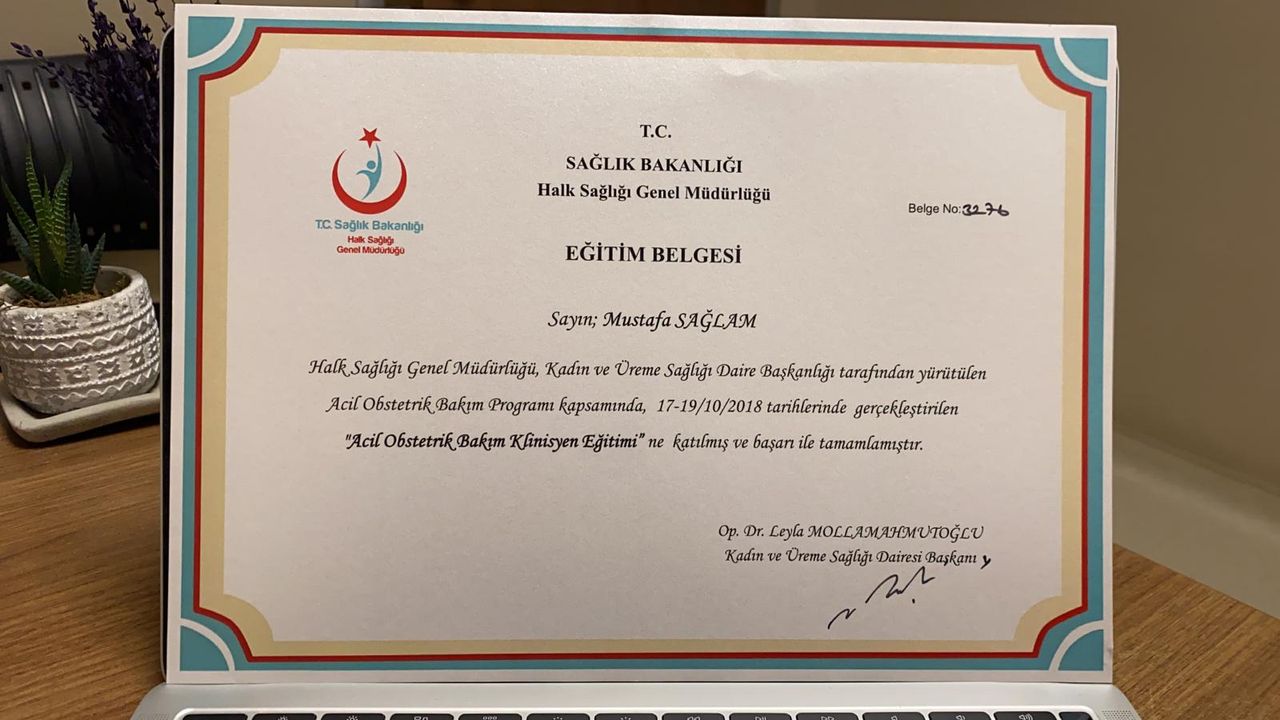 T.C.
SAĞLIK BAKANLIĞI
Halk Sağlığı Genel Müdürlüğü
T.C. Sağlık Bakanlığı
Halk Sağlığı
Genel Müdürlüğü
Belge No:3276
EĞİTİM BELGESİ
Sayın; Mustafa SAĞLAM
Halk Sağlığı Genel Müdürlüğü, Kadın ve Üreme Sağlığı Daire Başkanlığı tarafından yürütülen
Acil Obstetrik Bakım Programı kapsamında, 17-19/10/2018 tarihlerinde gerçekleştirilen
"Acil Obstetrik Bakım Klinisyen Eğitimi" ne katılmış ve başarı ile tamamlamıştır.
Op. Dr. Leyla MOLLAMAHMUTOĞLU
Kadın ve Üreme Sağlığı Dairesi Başkanı